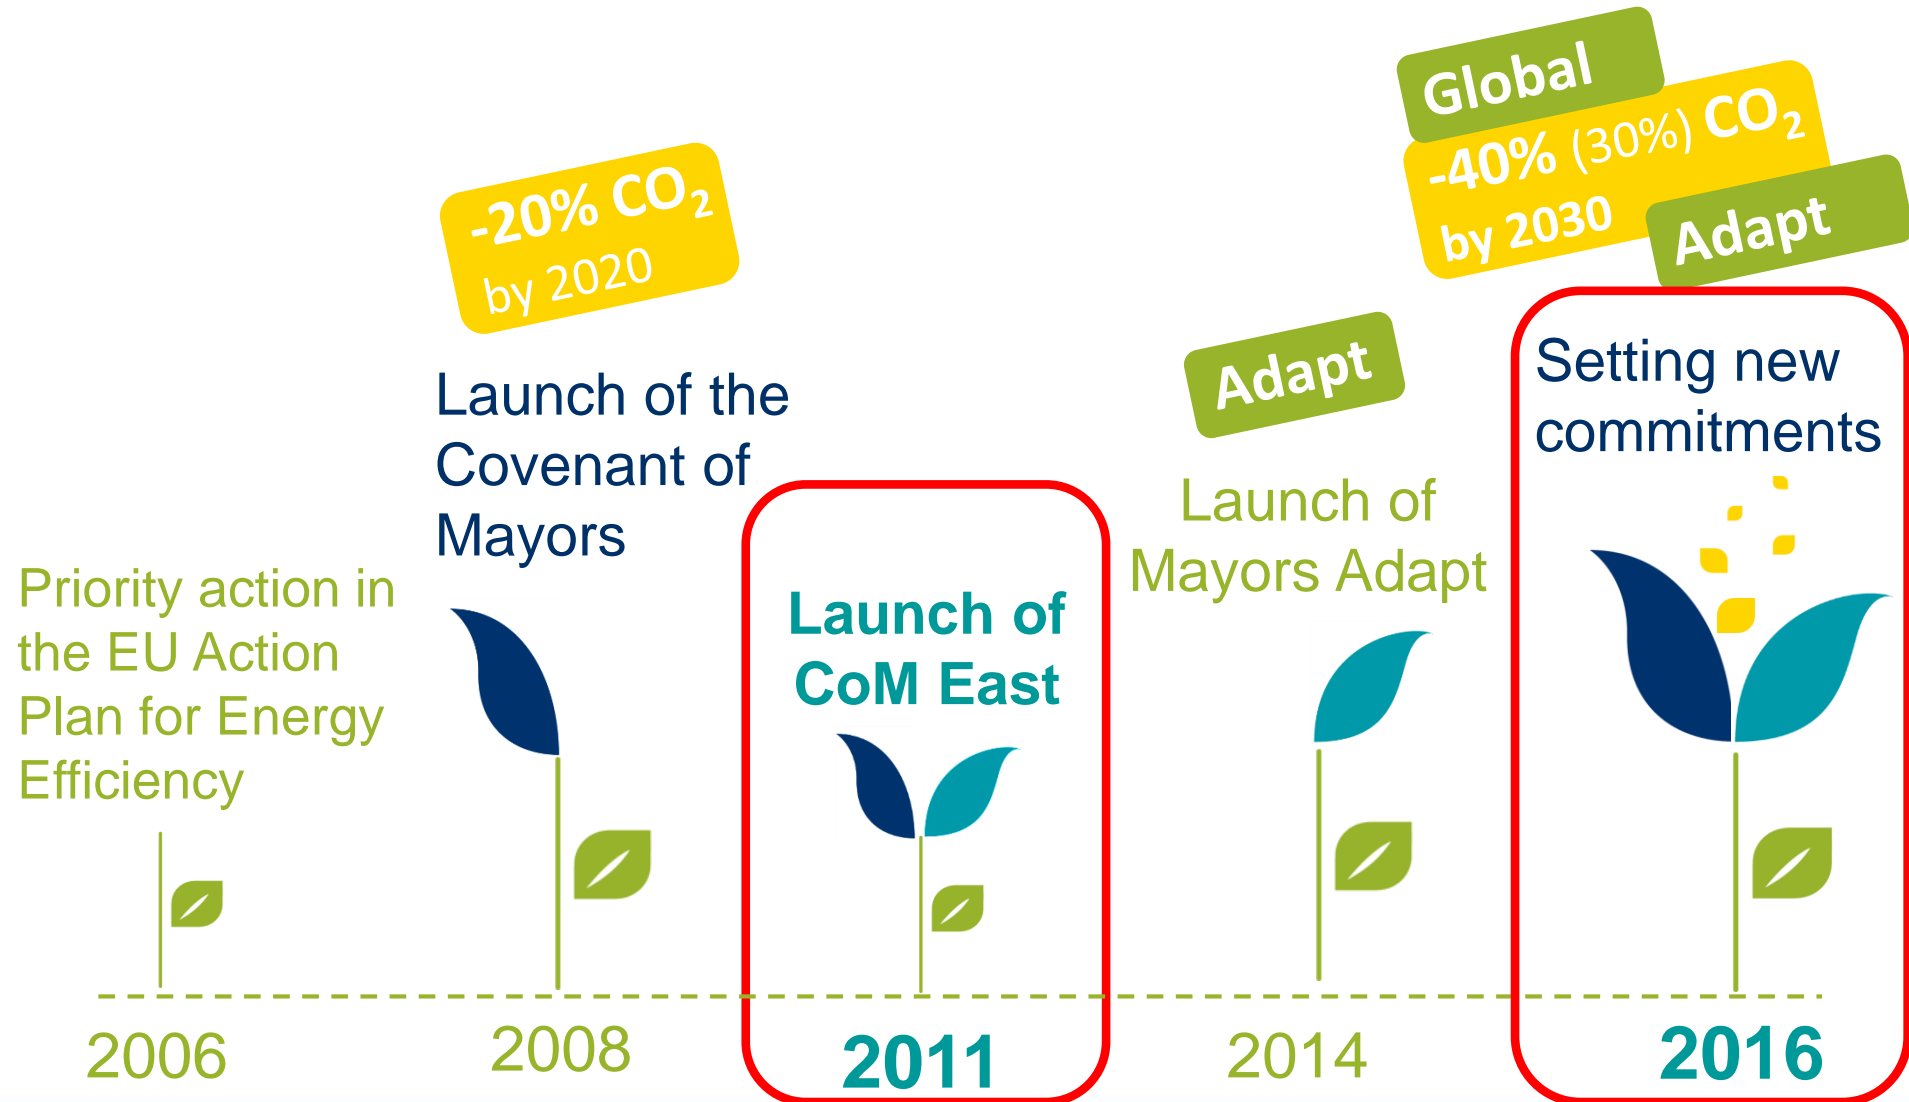 Priority action in
the EU Action
Plan for Energy
Efficiency
2006
-20% CO₂
by 2020
Launch of the
Covenant of
Mayors
2008
Launch of
CoM East
2011
Adapt
Launch of
Mayors Adapt
2014
Global
-40% (30%) CO₂
by 2030
Adapt
Setting new
commitments
2016